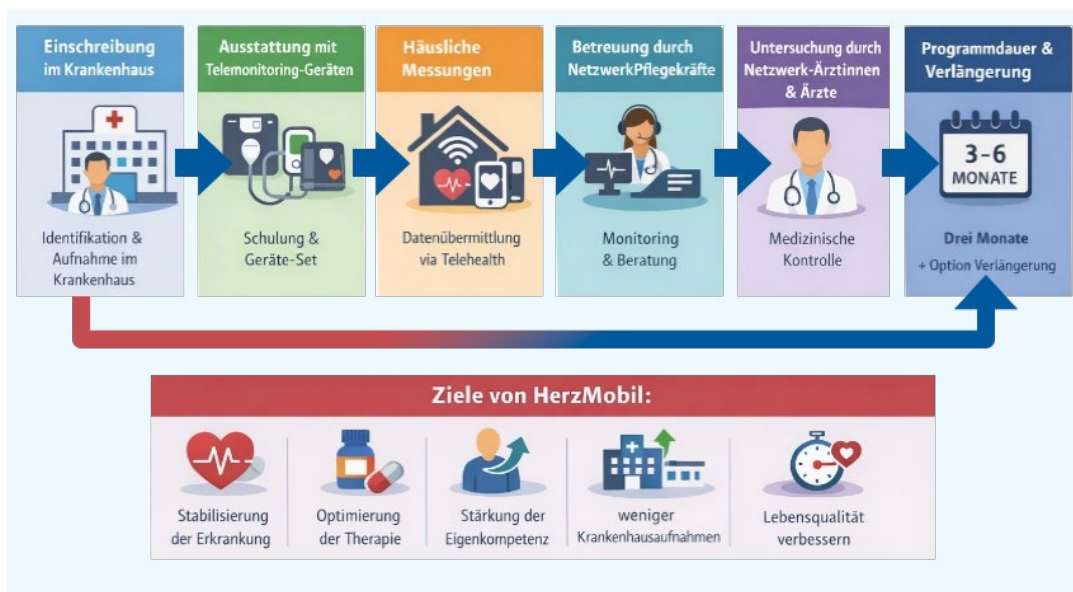 Einschreibung
im Krankenhaus
Identifikation &
Aufnahme im
Krankenhaus
Ausstattung mit
Telemonitoring-Geräten
Schulung &
Geräte-Set
Häusliche
Messungen
Datenübermittlung
via Telehealth
Betreuung durch
NetzwerkPflegekräfte
Monitoring
& Beratung
Untersuchung durch
Netzwerk-Ärztinnen
& Ärzte
Medizinische
Kontrolle
Programmdauer &
Verlängerung
3-6
MONATE
Drei Monate
+ Option Verlängerung
Ziele von HerzMobil:
Stabilisierung
der Erkrankung
Optimierung
der Therapie
Stärkung der
Eigenkompetenz
weniger
Krankenhausaufnahmen
Lebensqualität
verbessern